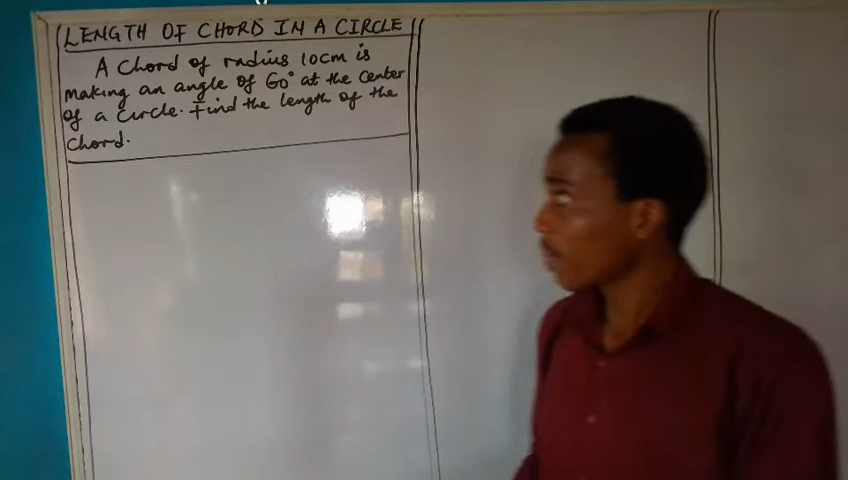 LENGTH OF CHORD IN A CIRCLE
A Chord of radius 10cm is
making an angle of 60° at the center
of a circle. Find the length of the
chord.